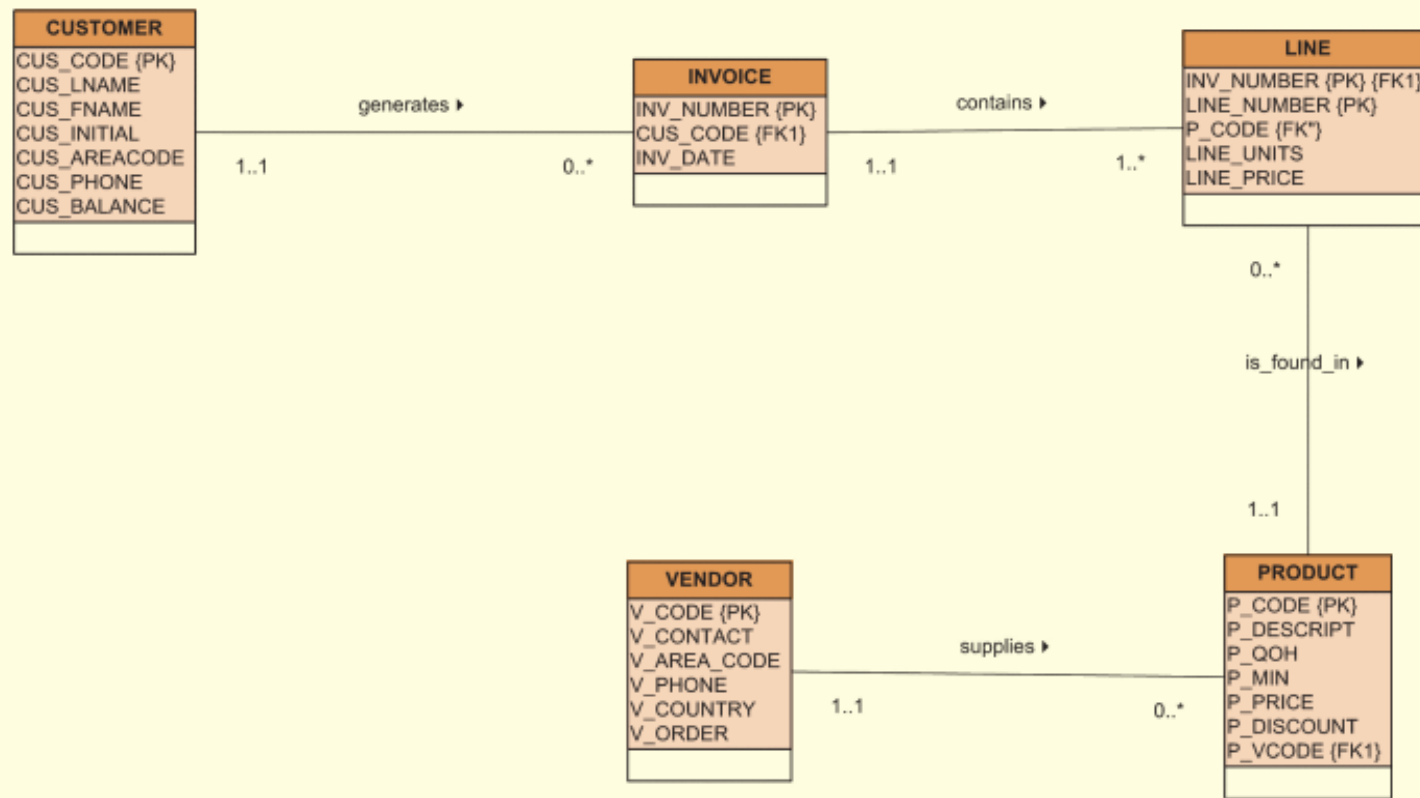 CUSTOMER
CUS_CODE {PK}
CUS_LNAME
CUS_FNAME
CUS_INITIAL
CUS_AREACODE
CUS_PHONE
CUS_BALANCE
generates
1..1
0..*
INVOICE
INV_NUMBER {PK}
CUS_CODE {FK1}
INV_DATE
contains
1..1
1..*
LINE
INV_NUMBER {PK} {FK1}
LINE_NUMBER {PK}
P_CODE {FK"}
LINE_UNITS
LINE_PRICE
0..*
is_found_in
1..1
VENDOR
V_CODE {PK}
V_CONTACT
V_AREA_CODE
V_PHONE
V_COUNTRY
V_ORDER
supplies
1..1
0..*
PRODUCT
P_CODE {PK}
P_DESCRIPT
P_QOH
P_MIN
P_PRICE
P_DISCOUNT
P_VCODE {FK1}